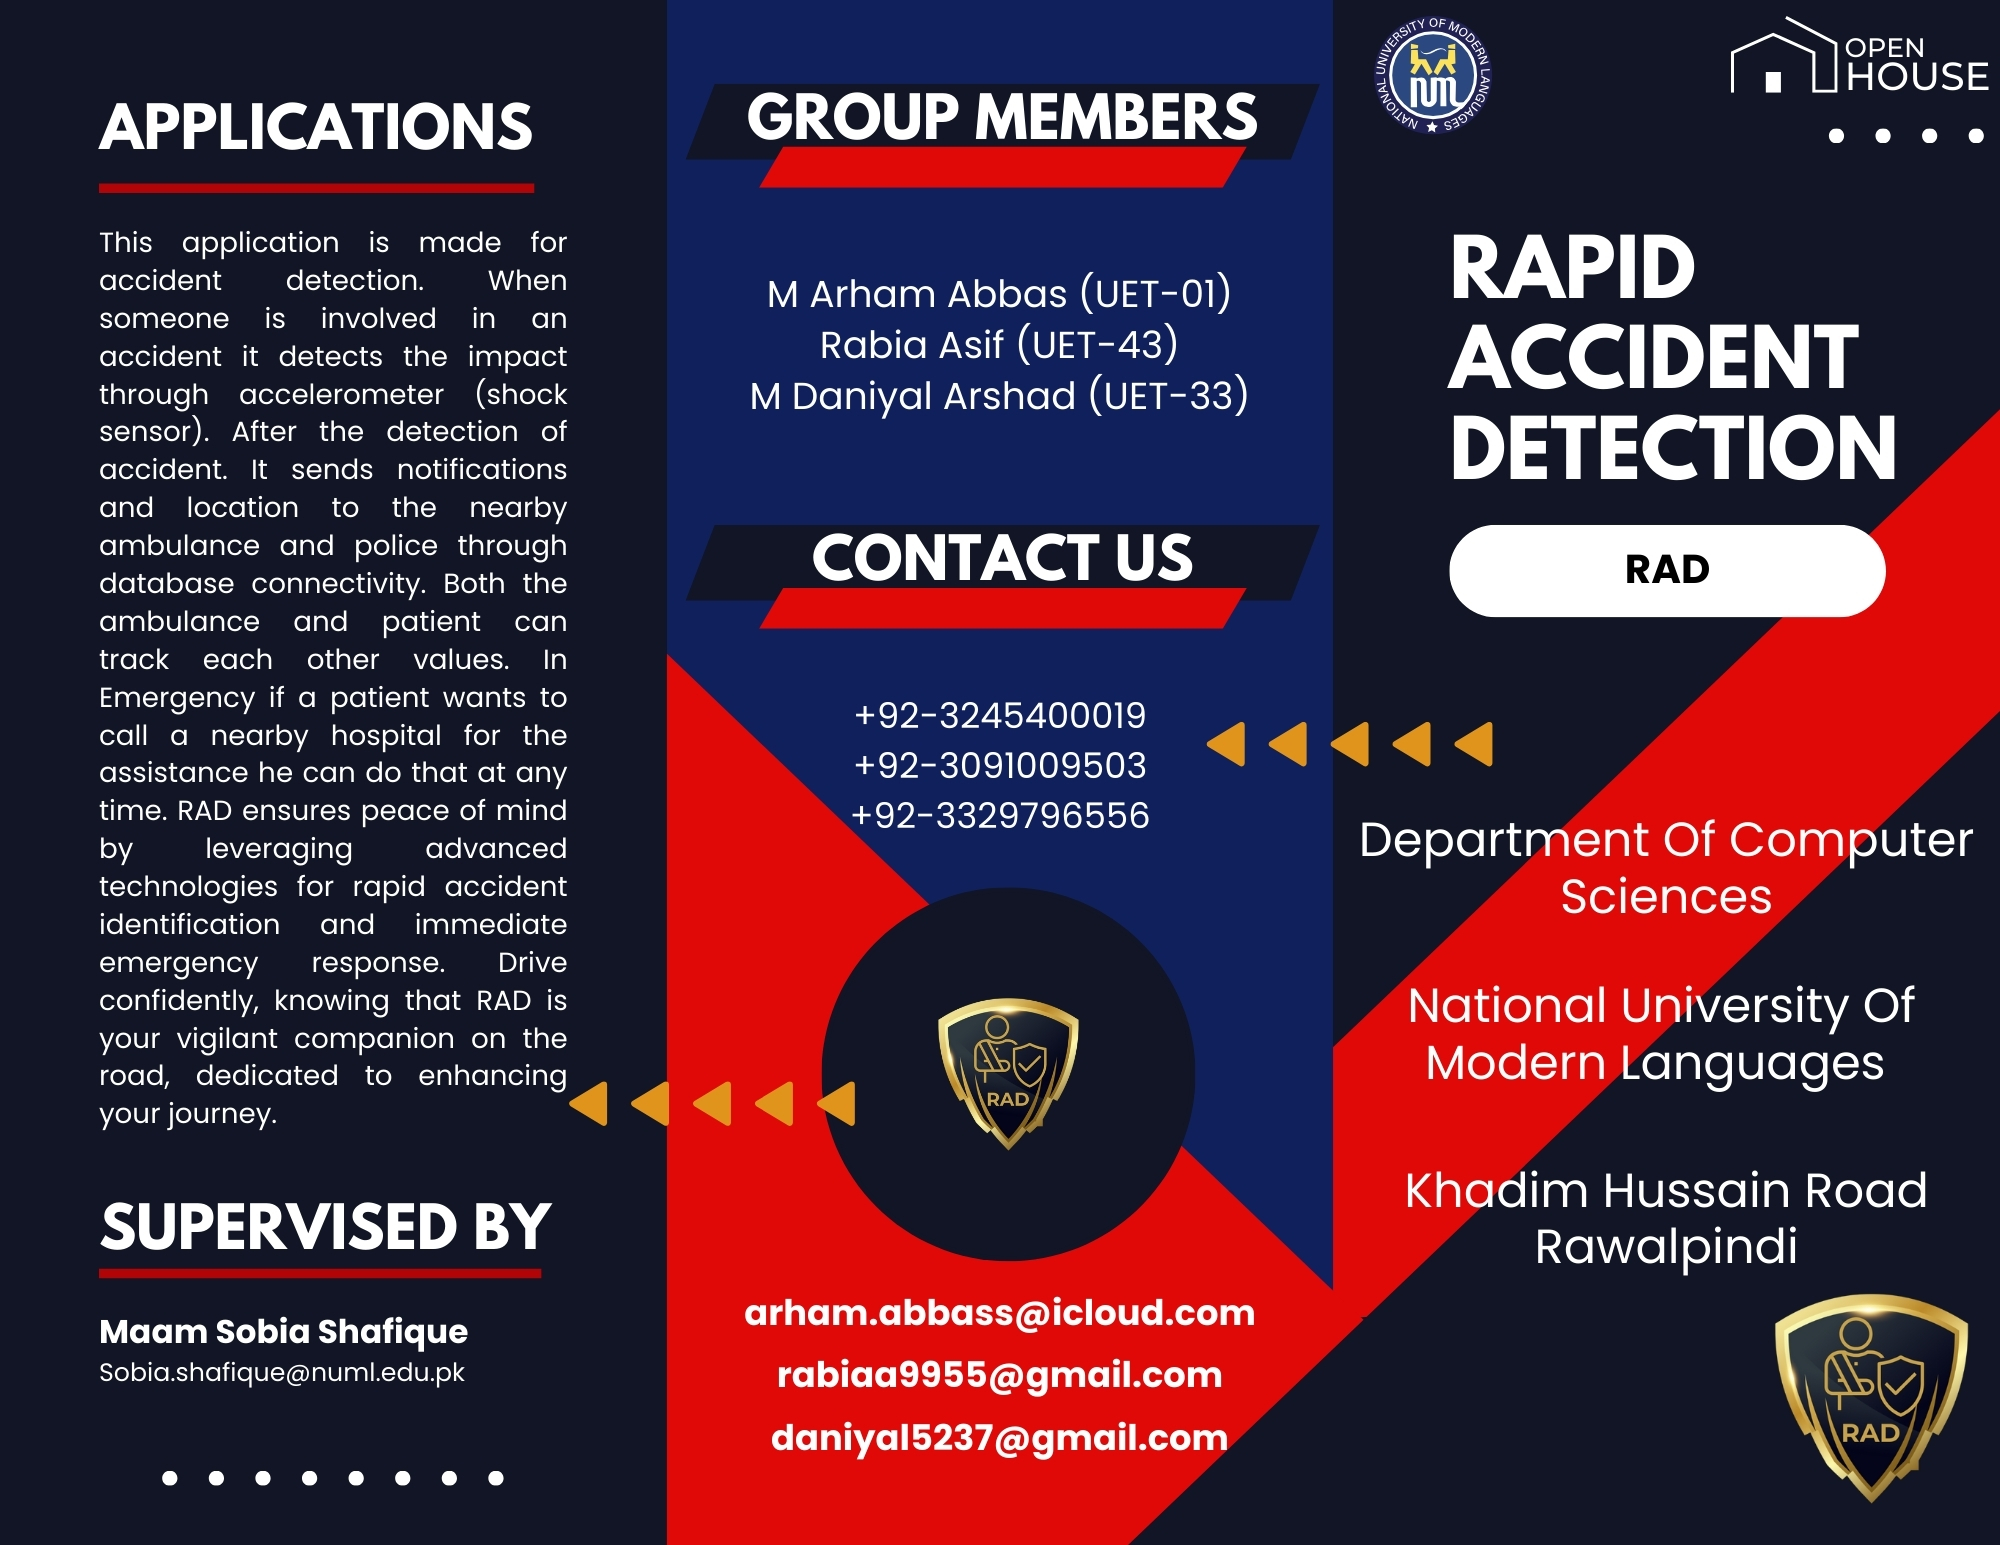 APPLICATIONS
This application is made for
accident detection. When
someone is involved in an
accident it detects the impact
through accelerometer (shock
sensor). After the detection of
accident. It sends notifications
and location to the nearby
ambulance and police through
database connectivity. Both the
ambulance and patient can
track each other values. In
Emergency if a patient wants to
call a nearby hospital for the
assistance he can do that at any
time. RAD ensures peace of mind
by leveraging advanced
technologies for rapid accident
identification and immediate
emergency response. Drive
confidently, knowing that RAD is
your vigilant companion on the
road, dedicated to enhancing
your journey.
SUPERVISED BY
Maam Sobia Shafique
Sobia.shafique@numl.edu.pk
GROUP MEMBERS
M Arham Abbas (UET-01)
Rabia Asif (UET-43)
M Daniyal Arshad (UET-33)
CONTACT US
+92-3245400019
+92-3091009503
+92-3329796556
RAD
arham.abbass@icloud.com
rabiaa9955@gmail.com
daniyal5237@gmail.com
NATIONAL UNIVERSITY OF MODERN LANGUAGES
OPEN
HOUSE
RAPID
ACCIDENT
DETECTION
RAD
Department Of Computer
Sciences
National University Of
Modern Languages
Khadim Hussain Road
Rawalpindi
RAD